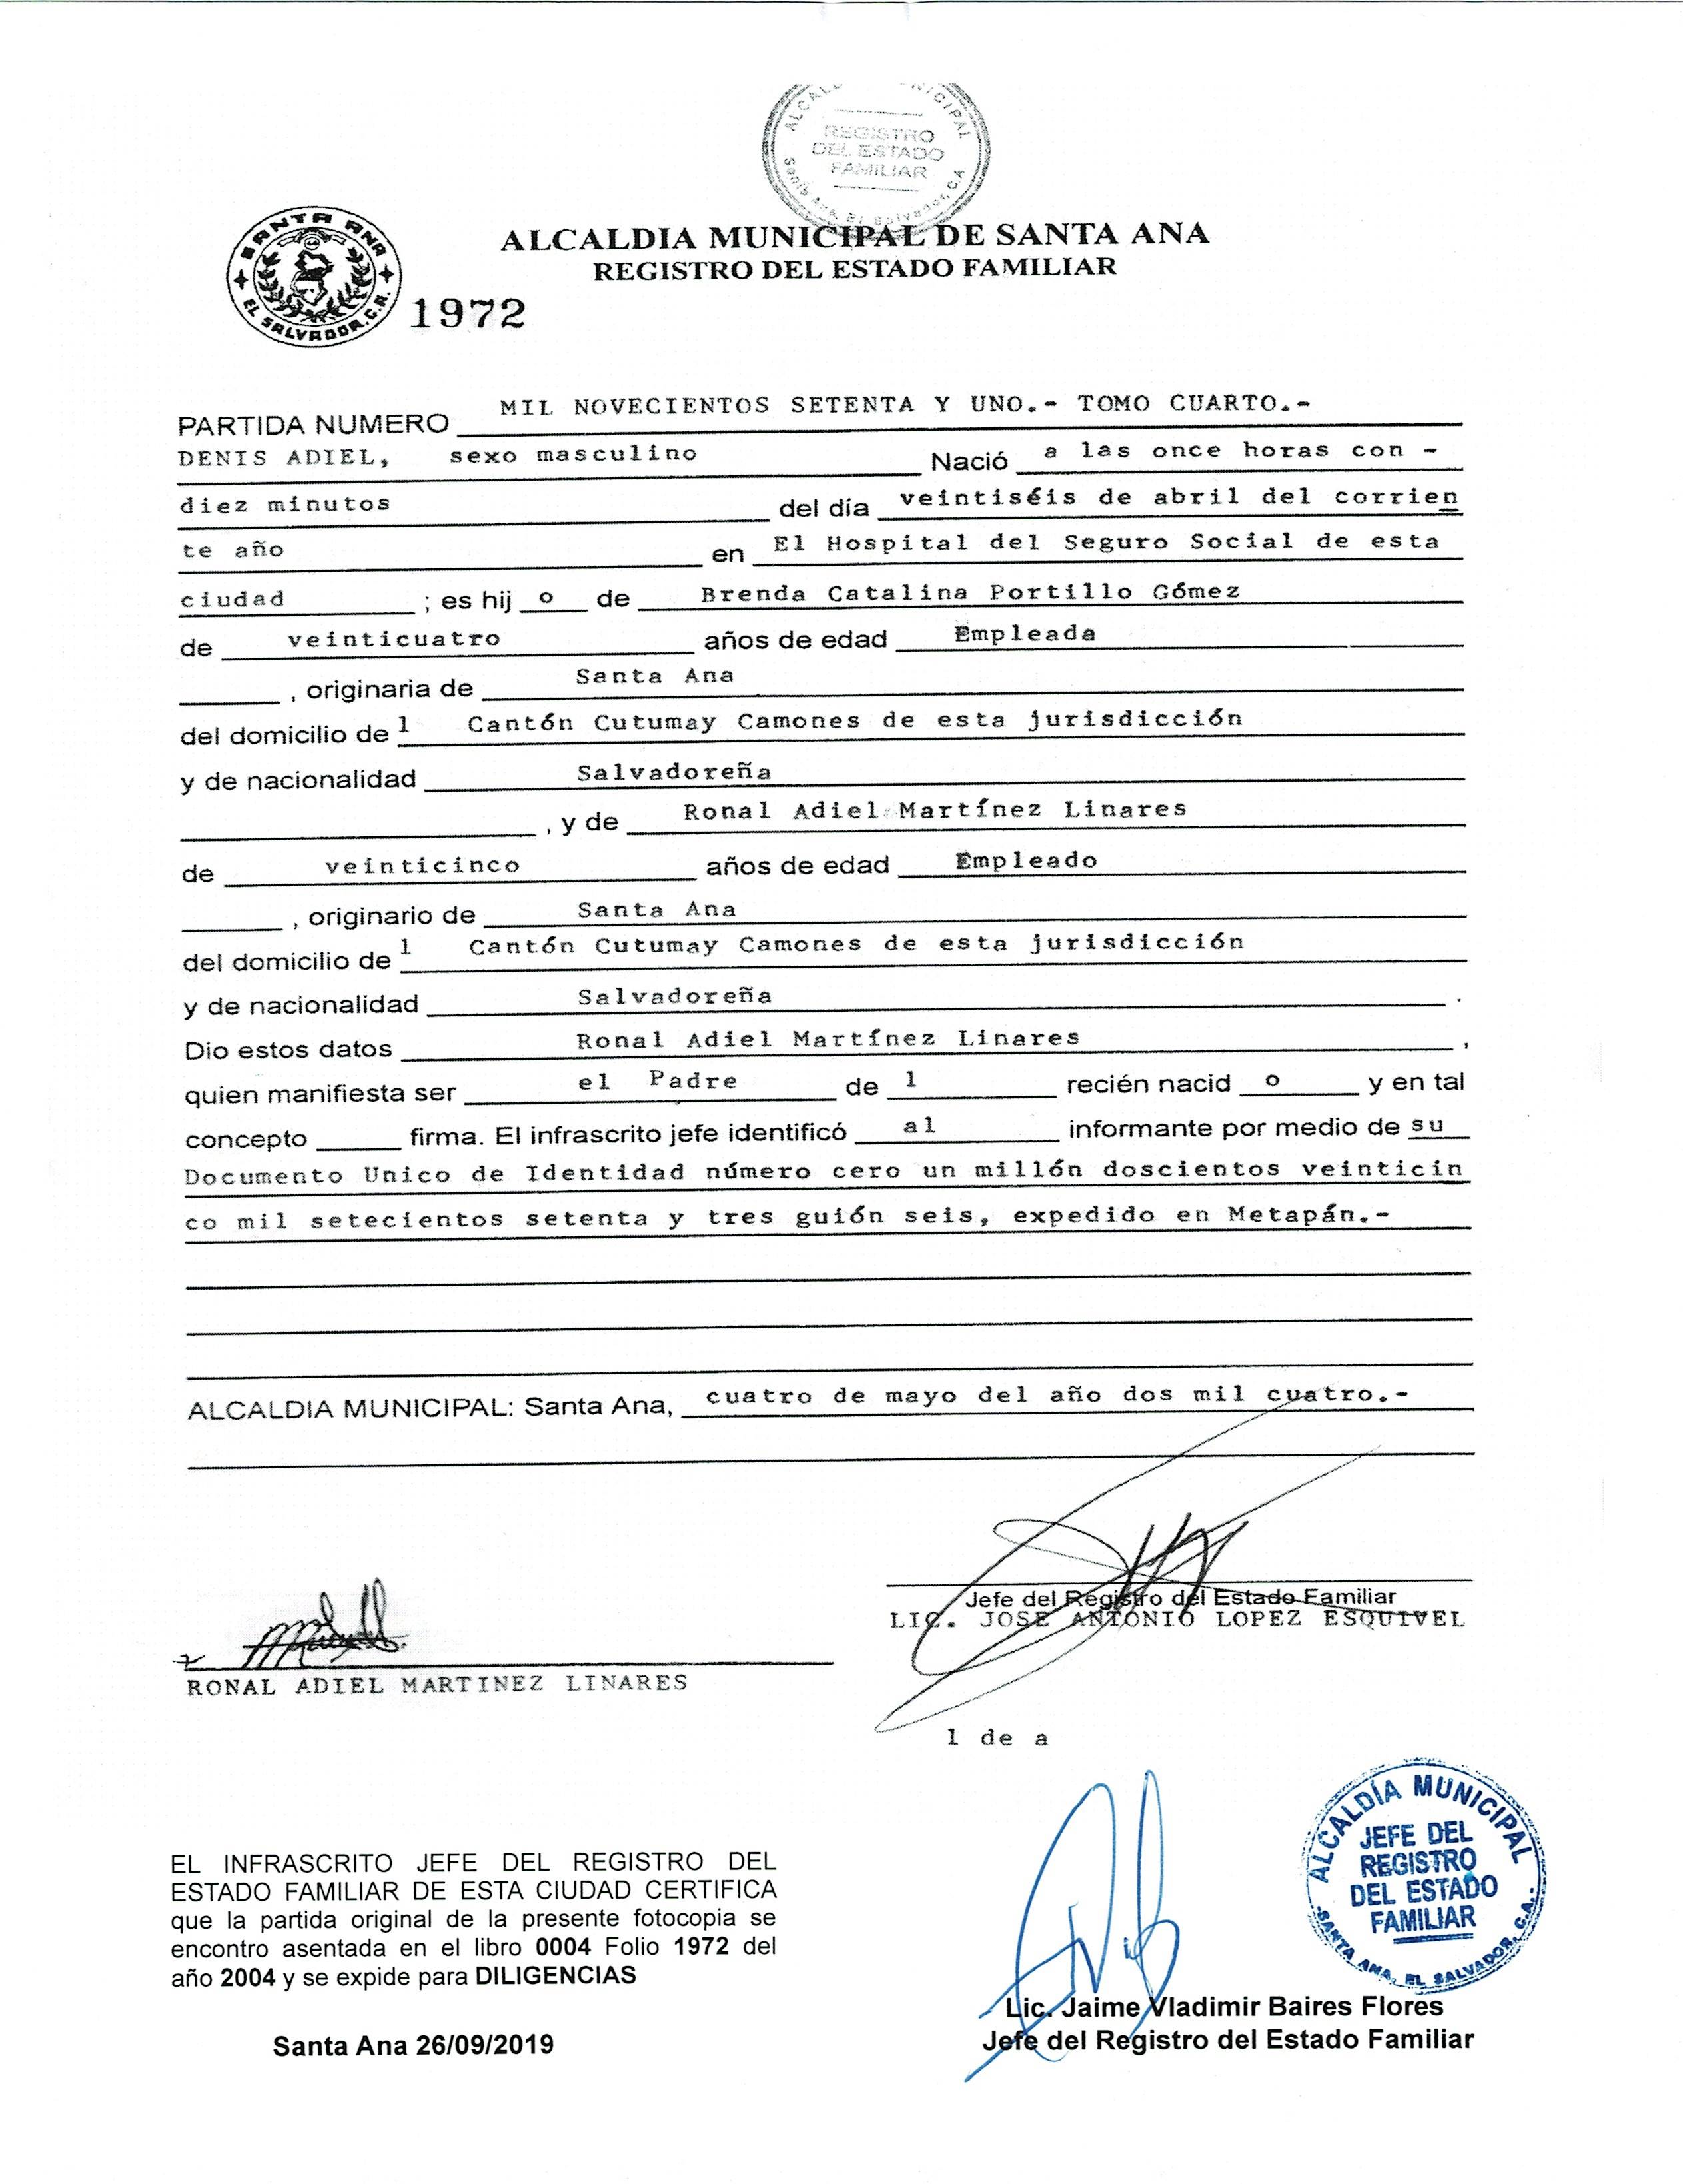 ALCALDIA MUNICIPAL
REGISTRO
DEL ESTADO
FAMILIAR
Santa Ana, El Salvador, C.A.
SANTA ANA
EL SALVADOR, C.A.
ALCALDIA MUNICIPAL DE SANTA ANA
REGISTRO DEL ESTADO FAMILIAR
1972
PARTIDA NUMERO MIL NOVECIENTOS SETENTA Y UNO.- TOMO CUARTO.-
DENIS ADIEL, sexo masculino Nació a las once horas con -
diez minutos del día veintiséis de abril del corrien
te año en El Hospital del Seguro Social de esta
ciudad ; es hij o de Brenda Catalina Portillo Gómez
de veinticuatro años de edad Empleada
, originaria de Santa Ana
del domicilio de l Cantón Cutumay Camones de esta jurisdicción
y de nacionalidad Salvadoreña
, y de Ronal Adiel Martínez Linares
de veinticinco años de edad Empleado
, originario de Santa Ana
del domicilio de l Cantón Cutumay Camones de esta jurisdicción
y de nacionalidad Salvadoreña .
Dio estos datos Ronal Adiel Martínez Linares ,
quien manifiesta ser el Padre de l recién nacid o y en tal
concepto firma. El infrascrito jefe identificó al informante por medio de su
Documento Unico de Identidad número cero un millón doscientos veinticin
co mil setecientos setenta y tres guión seis, expedido en Metapán.-
ALCALDIA MUNICIPAL: Santa Ana, cuatro de mayo del año dos mil cuatro.-
Jefe del Registro del Estado Familiar
LIC. JOSE ANTONIO LOPEZ ESQUIVEL
RONAL ADIEL MARTINEZ LINARES
l de a
ALCALDÍA MUNICIPAL
JEFE DEL
REGISTRO
DEL ESTADO
FAMILIAR
SANTA ANA, EL SALVADOR, C.A.
EL INFRASCRITO JEFE DEL REGISTRO DEL
ESTADO FAMILIAR DE ESTA CIUDAD CERTIFICA
que la partida original de la presente fotocopia se
encontro asentada en el libro 0004 Folio 1972 del
año 2004 y se expide para DILIGENCIAS
Lic. Jaime Vladimir Baires Flores
Jefe del Registro del Estado Familiar
Santa Ana 26/09/2019